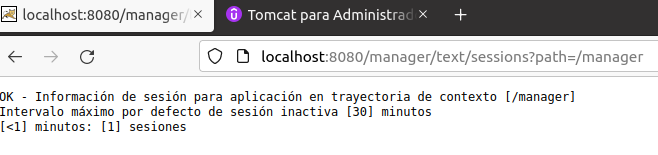 localhost:8080/manager/
Tomcat para Administrad
localhost:8080/manager/text/sessions?path=/manager
OK - Información de sesión para aplicación en trayectoria de contexto [/manager]
Intervalo máximo por defecto de sesión inactiva [30] minutos
[<1] minutos: [1] sesiones